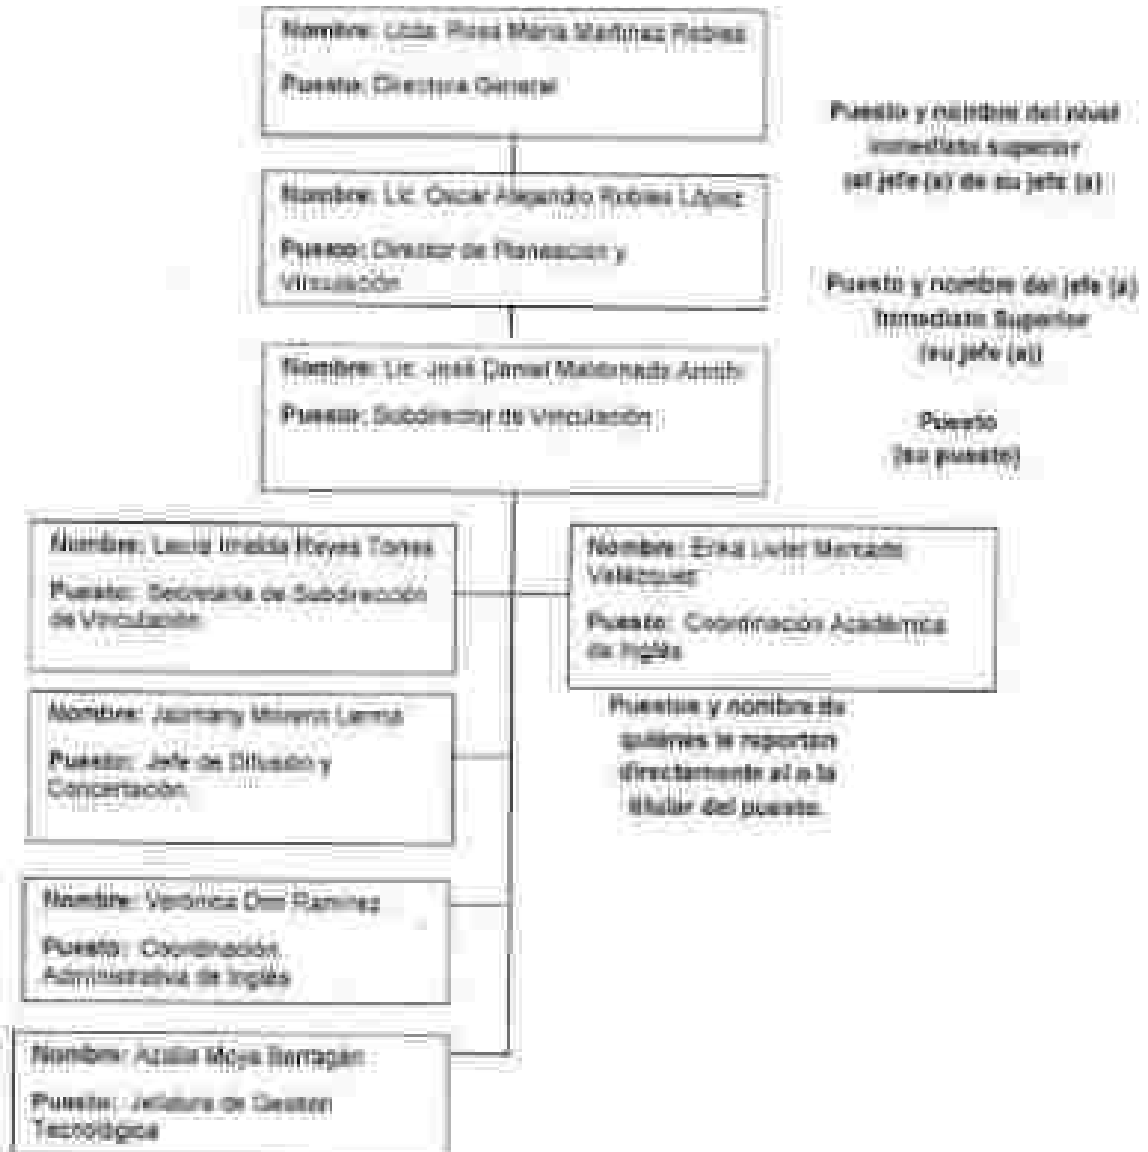 Nombre: Rosa María Martínez Robles
Puesto: Directora General
Puesto y nombre del nivel
inmediato superior
(el jefe (a) de su jefe (a)
Nombre: Lic. Oscar Alejandro Robles López
Puesto: Director de Planeación y
Vinculación
Puesto y nombre del jefe (a)
Inmediato Superior
(su jefe (a))
Nombre: Lic. José Daniel Maldonado
Puesto: Subdirector de Vinculación
Puesto
(su puesto)
Nombre: Laura Imelda Reyes Torres
Puesto: Secretaria de Subdirección
de Vinculación
Nombre: Erika Mercado
Velázquez
Puesto: Coordinación Académica
de Inglés
Nombre: Moreno
Puesto: Jefe de Difusión y
Concertación
Puestos y nombre de
quiénes le reportan
directamente al o la
titular del puesto.
Nombre: Verónica Ramírez
Puesto: Coordinación
Administrativa de Inglés
Nombre: Moya Barragán
Puesto: Jefatura de Gestión
Tecnológica